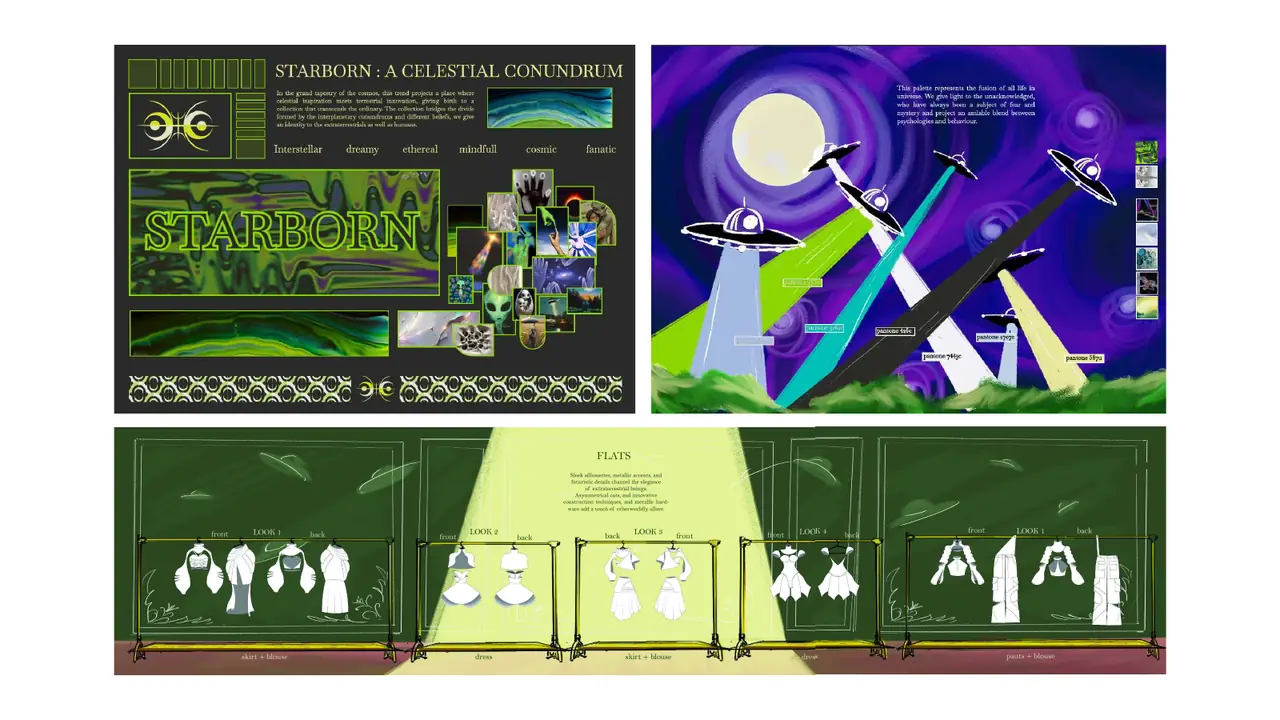 STARBORN : A CELESTIAL CONUNDRUM
In the grand tapestry of the cosmos, this trend projects a place where
celestial inspiration meets terrestrial innovation, giving birth to a
collection that transcends the ordinary. The collection bridges the divide
formed by the interplanetary conundrums and different beliefs, we give
an identity to the extraterrestrials as well as humans.
Interstellar dreamy ethereal mindfull cosmic fanatic
STARBORN
This palette represents the fusion of all life in
universe. We give light to the unacknowledged,
who have always been a subject of fear and
mystery and project an amiable blend between
psychologies and behaviour.
pantone
pantone
pantone 426c
pantone 7443c
pantone
pantone 587u
FLATS
Sleek silhouettes, metallic accents, and
futuristic details channel the elegance
of extraterrestrial beings.
Asymmetrical cuts, and innovative
construction techniques, and metallic hard-
ware add a touch of otherworldly allure
front LOOK 1 back
front LOOK 2 back
back LOOK 3 front
front LOOK 4 back
front LOOK 1 back
skirt + blouse
dress
skirt + blouse
dress
pants + blouse